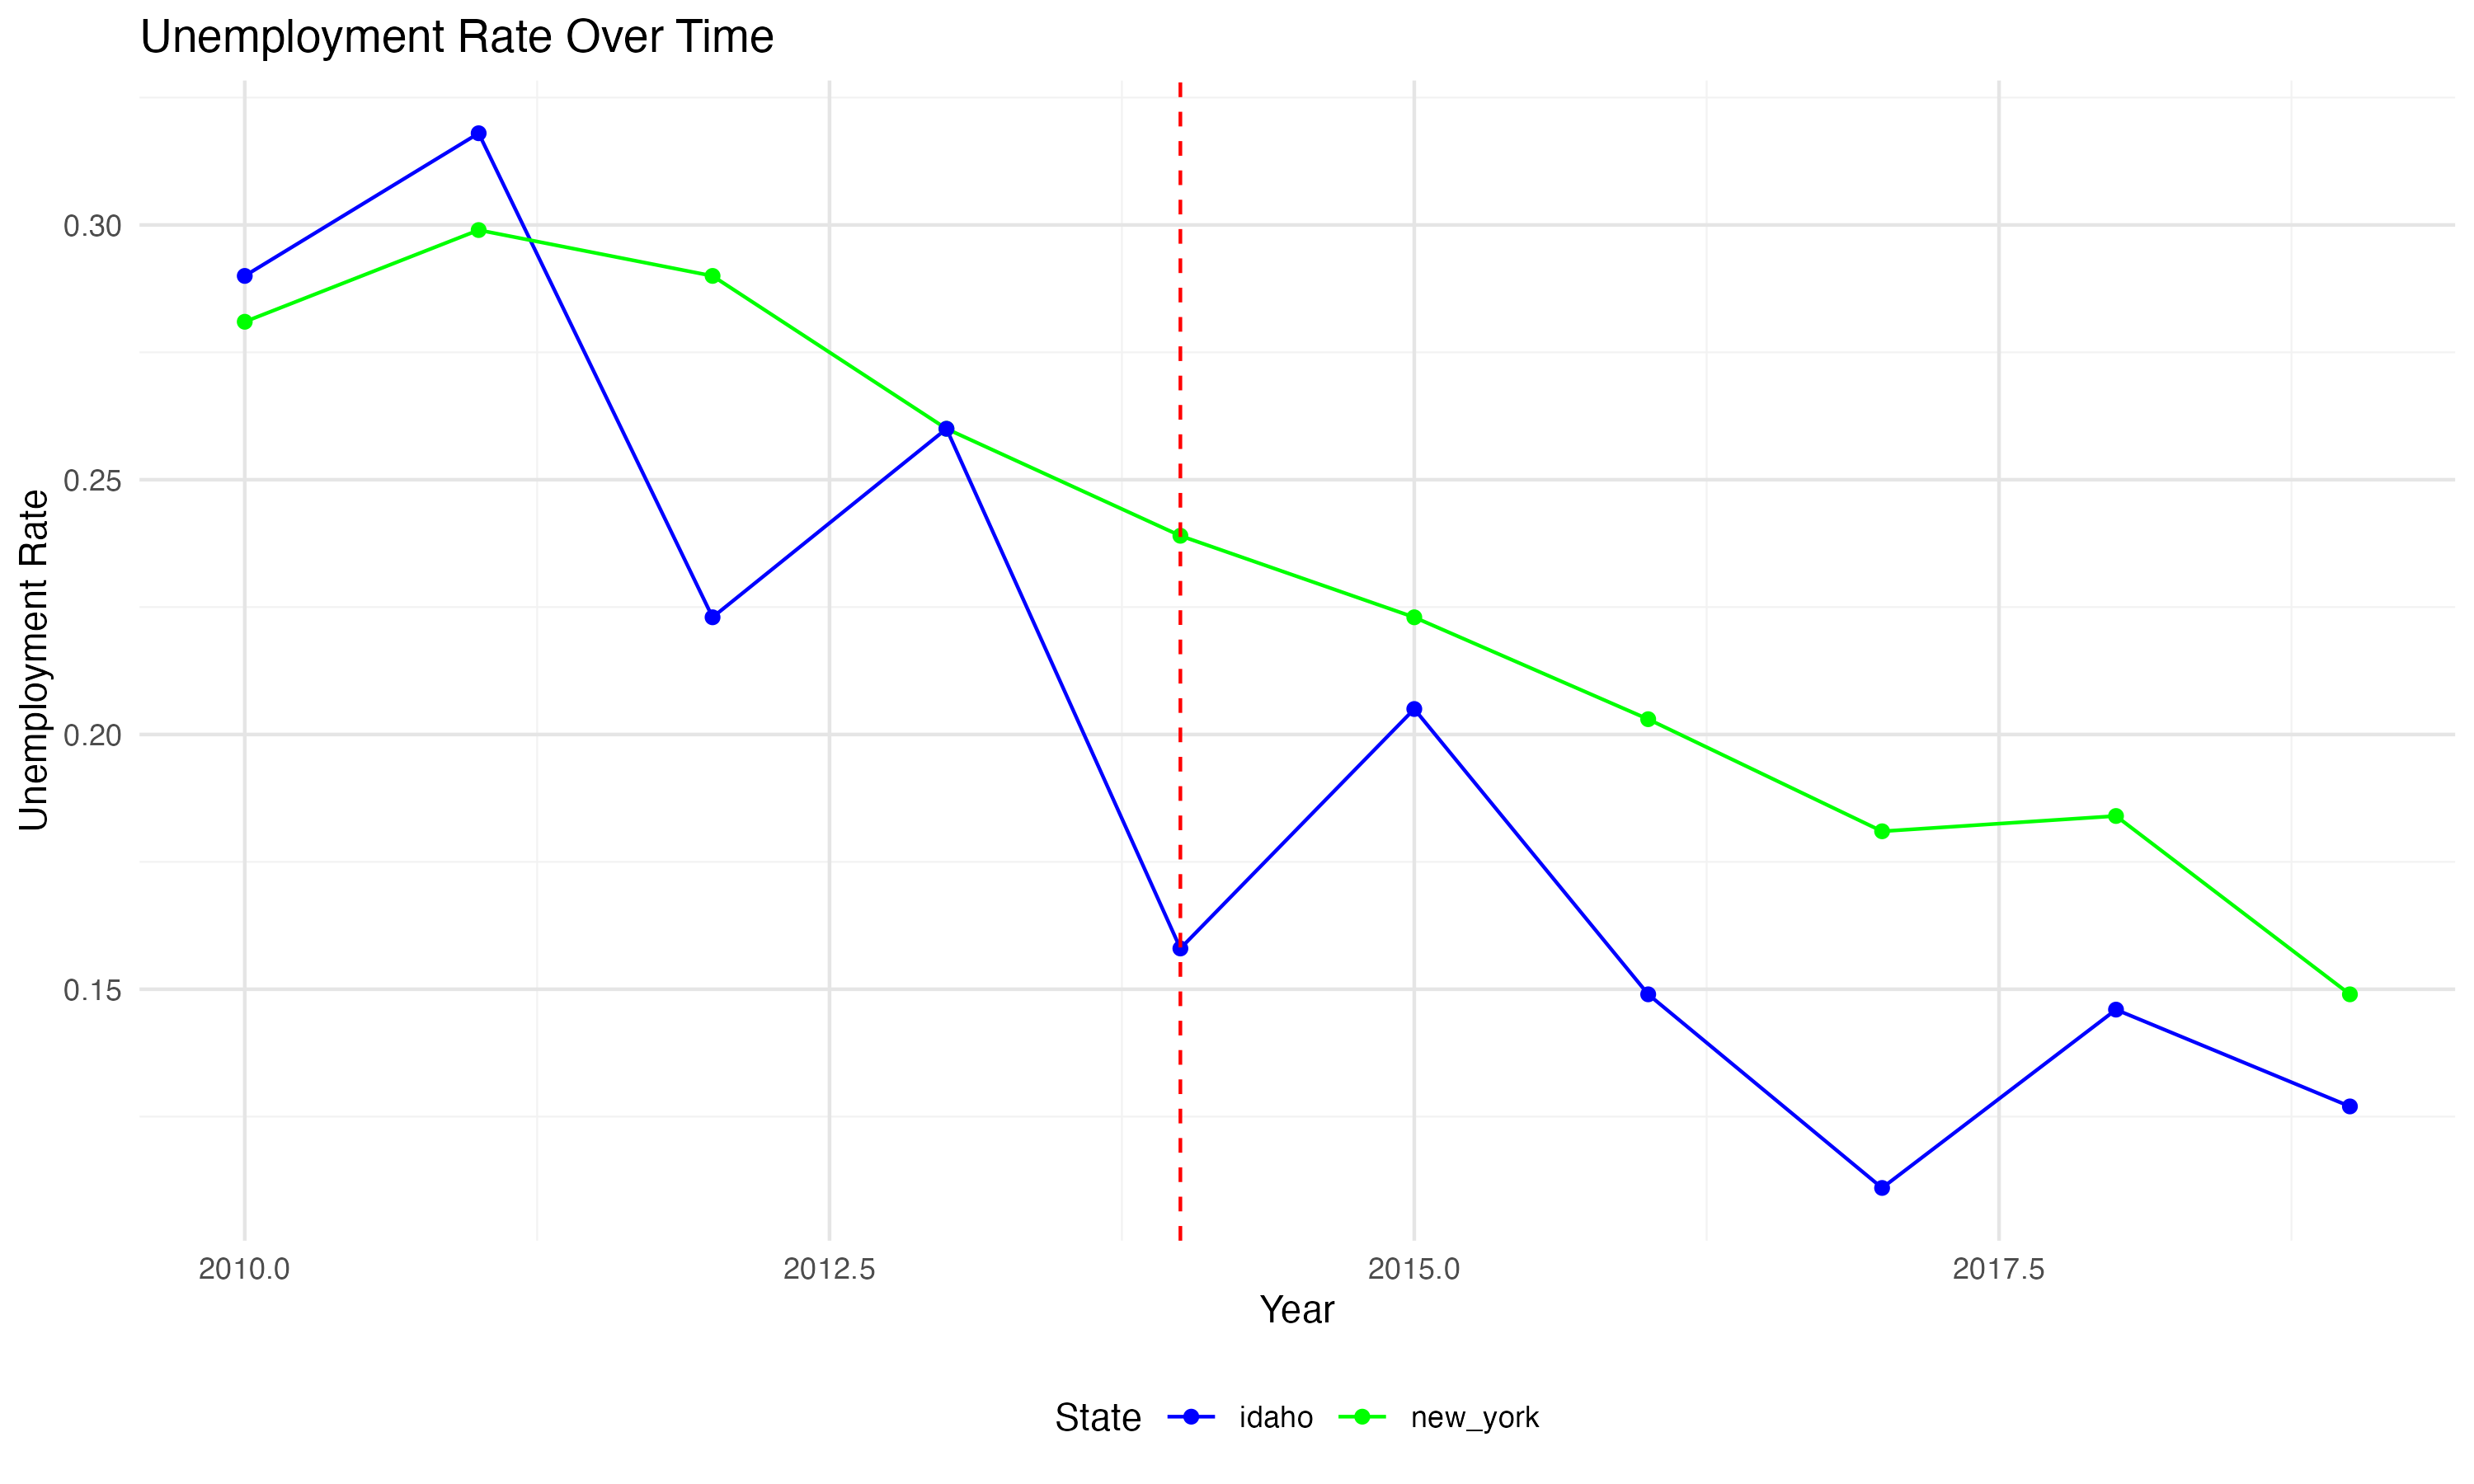 Unemployment Rate Over Time
Unemployment Rate
0.30
0.25
0.20
0.15
2010.0 2012.5 2015.0 2017.5
Year
State idaho new_york